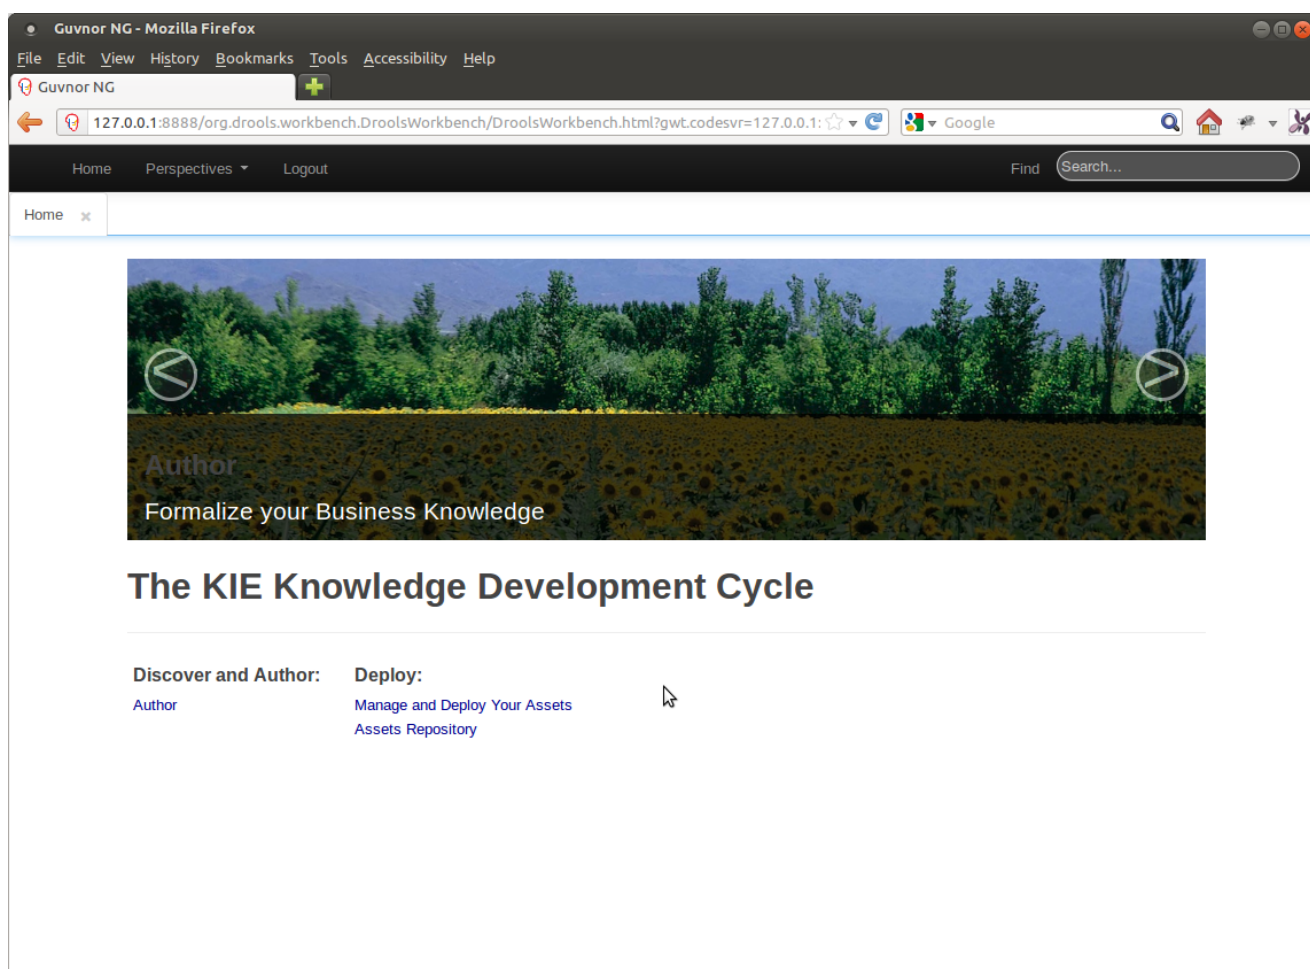 Guvnor NG - Mozilla Firefox
File Edit View History Bookmarks Tools Accessibility Help
Guvnor NG
127.0.0.1:8888/org.drools.workbench.DroolsWorkbench/DroolsWorkbench.html?gwt.codesvr=127.0.0.1: Google
Home Perspectives Logout Find Search...
Home
Author
Formalize your Business Knowledge
The KIE Knowledge Development Cycle
Discover and Author: Deploy:
Author Manage and Deploy Your Assets
Assets Repository